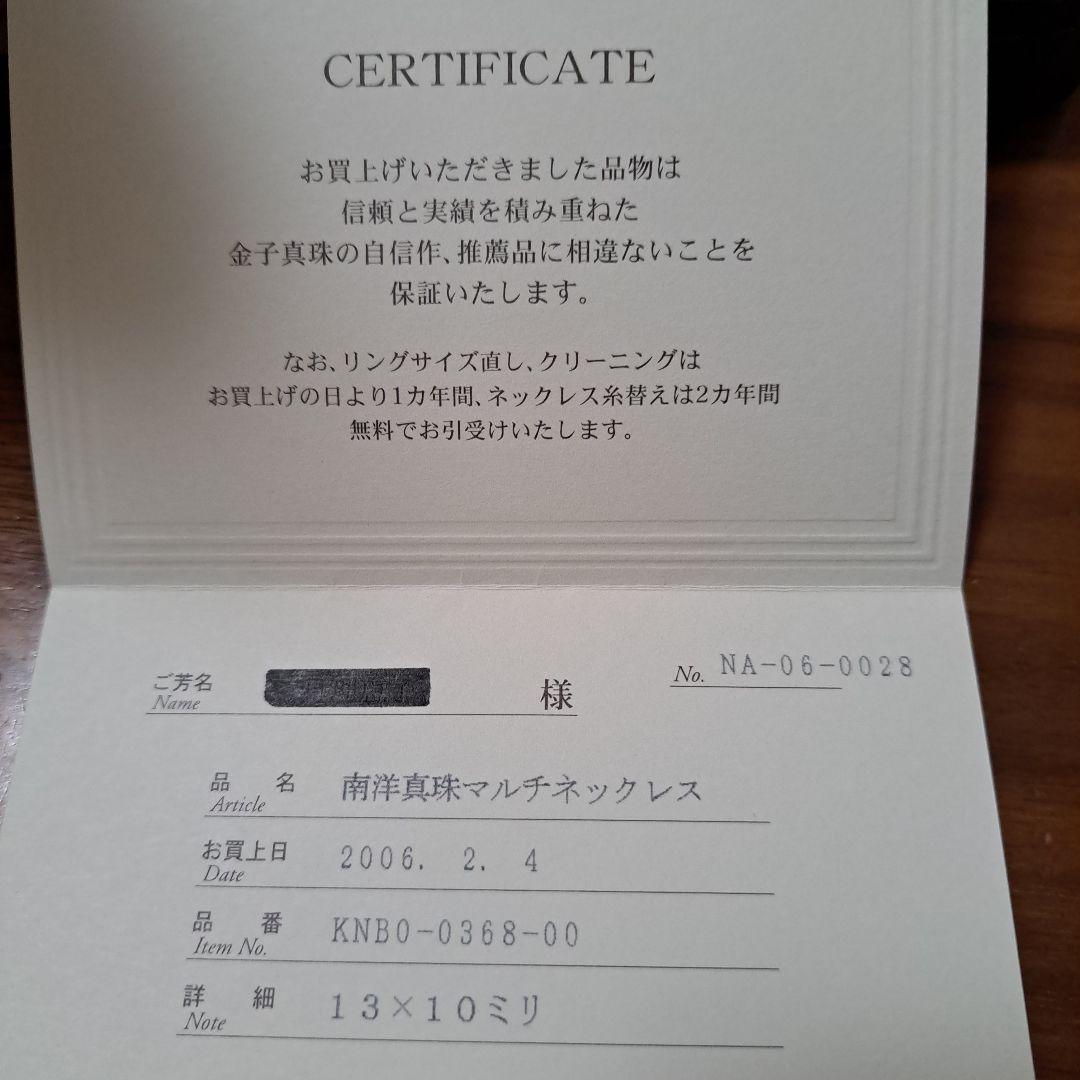 CERTIFICATE
お買上げいただきました品物は
信頼と実績を積み重ねた
金子真珠の自信作、推薦品に相違ないことを
保証いたします。
なお、リングサイズ直し、クリーニングは
お買上げの日より1カ年間、ネックレス糸替えは2カ年間
無料でお引受けいたします。
ご芳名 様
Name
No. NA-06-0028
品名 南洋真珠マルチネックレス
Article
お買上日 2006. 2. 4
Date
品番 KNB0-0368-00
Item No.
詳細 13×10ミリ
Note